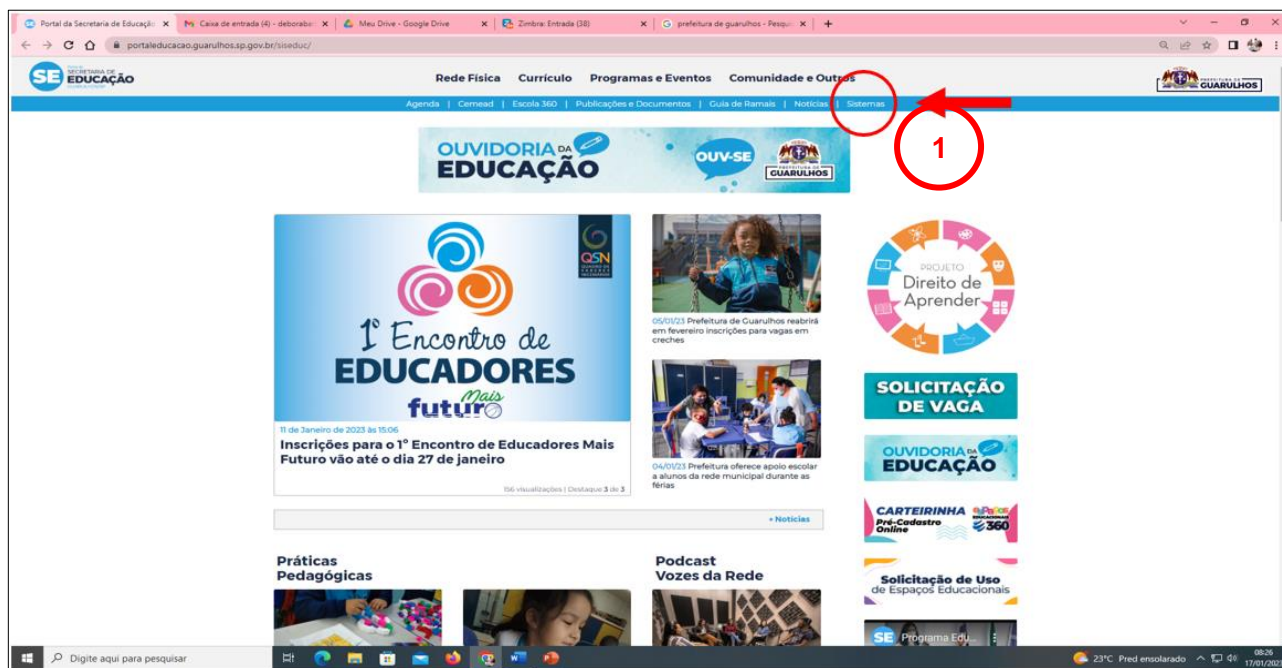 Portal da Secretaria de Educação
Caixa de entrada (4) - deborabar
Meu Drive - Google Drive
Zimbra: Entrada (38)
prefeitura de guarulhos - Pesqui
portaleducacao.guarulhos.sp.gov.br/siseduc/
SE
SECRETARIA DE
EDUCAÇÃO
Rede Física Currículo Programas e Eventos Comunidade e Outros
PREFEITURA DE
GUARULHOS
Agenda | Cemead | Escola 360 | Publicações e Documentos | Guia de Ramais | Notícias | Sistemas
1
OUVIDORIA DA
EDUCAÇÃO
OUV-SE
PREFEITURA DE
GUARULHOS
QSN
1º Encontro de
EDUCADORES
Mais
futuro
11 de Janeiro de 2023 às 15:06
Inscrições para o 1º Encontro de Educadores Mais
Futuro vão até o dia 27 de janeiro
156 visualizações | Destaque 3 de 3
05/01/23 Prefeitura de Guarulhos reabrirá
em fevereiro inscrições para vagas em
creches
04/01/23 Prefeitura oferece apoio escolar
a alunos da rede municipal durante as
férias
+ Notícias
PROJETO
Direito de
Aprender
SOLICITAÇÃO
DE VAGA
OUVIDORIA DA
EDUCAÇÃO
CARTEIRINHA
Pré-Cadastro
Online
EDUCACIONAIS
360
Solicitação de Uso
de Espaços Educacionais
SE Programa Edu...
Práticas
Pedagógicas
Podcast
Vozes da Rede
Digite aqui para pesquisar
23°C Pred ensolarado
08:26
17/01/202